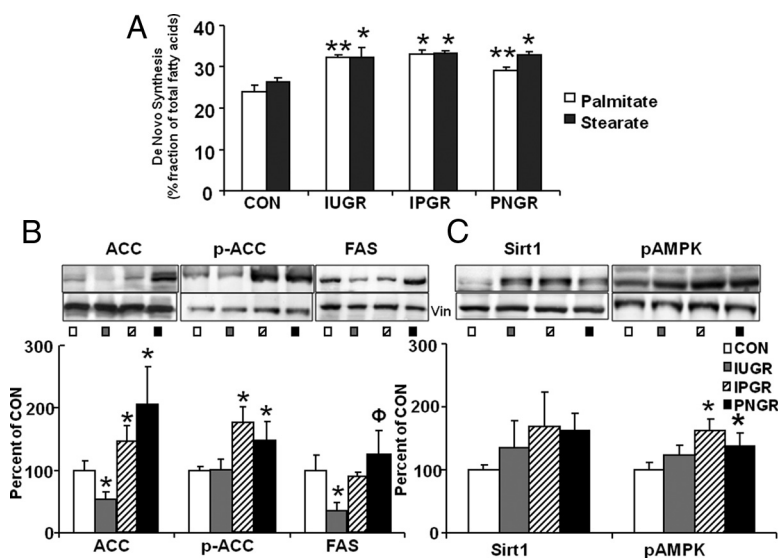 A
De Novo Synthesis
(% fraction of total fatty acids)
40
30
20
10
0
** *
* *
** *
CON IUGR IPGR PNGR
Palmitate
Stearate
B
ACC p-ACC FAS
C
Sirt1 pAMPK
Vin
Percent of CON
300
200
100
0
* * *
* *
* Φ
ACC p-ACC FAS
Percent of CON
300
200
100
0
* *
CON
IUGR
IPGR
PNGR
Sirt1 pAMPK